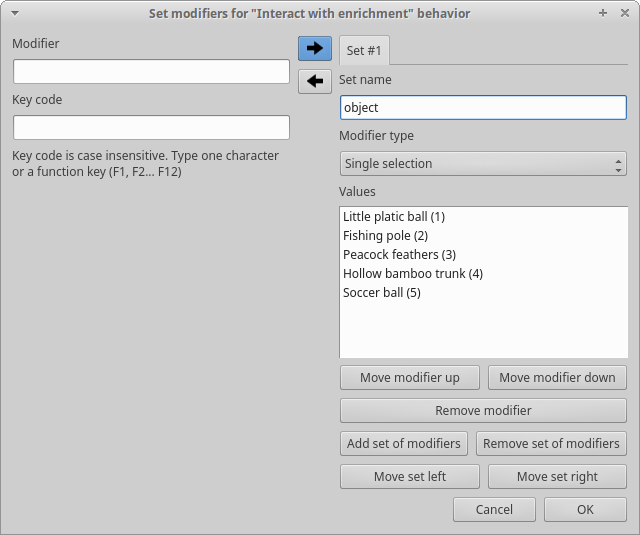 Set modifiers for "Interact with enrichment" behavior
Modifier
Key code
Key code is case insensitive. Type one character
or a function key (F1, F2... F12)
Set #1
Set name
object
Modifier type
Single selection
Values
Little platic ball (1)
Fishing pole (2)
Peacock feathers (3)
Hollow bamboo trunk (4)
Soccer ball (5)
Move modifier up
Move modifier down
Remove modifier
Add set of modifiers
Remove set of modifiers
Move set left
Move set right
Cancel
OK